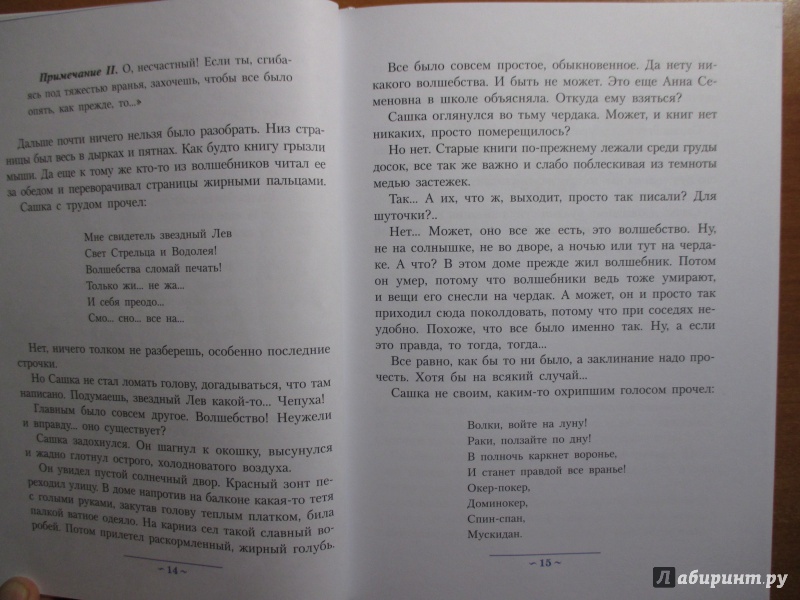 Примечание II. О, несчастный! Если ты, сгиба-
ясь под тяжестью вранья, захочешь, чтобы все было
опять, как прежде, то...»
Дальше почти ничего нельзя было разобрать. Низ стра-
ницы был весь в дырках и пятнах. Как будто книгу грызли
мыши. Да еще к тому же кто-то из волшебников читал ее
за обедом и переворачивал страницы жирными пальцами.
Сашка с трудом прочел:
Мне свидетель звездный Лев
Свет Стрельца и Водолея!
Волшебства сломай печать!
Только жи... не жа...
И себя преодо...
Смо... сно... все на...
Нет, ничего толком не разберешь, особенно последние
строчки.
Но Сашка не стал ломать голову, догадываться, что там
написано. Подумаешь, звездный Лев какой-то... Чепуха!
Главным было совсем другое. Волшебство! Неужели
и вправду... оно существует?
Сашка задохнулся. Он шагнул к окошку, высунулся
и жадно глотнул острого, холодноватого воздуха.
Он увидел пустой солнечный двор. Красный зонт пе-
реходил улицу. В доме напротив на балконе какая-то тетя
с голыми руками, закутав голову теплым платком, била
палкой ватное одеяло. На карниз сел такой славный во-
робей. Потом прилетел раскормленный, жирный голубь.
~ 14 ~
Все было совсем простое, обыкновенное. Да нету ни-
какого волшебства. И быть не может. Это еще Анна Се-
меновна в школе объясняла. Откуда ему взяться?
Сашка оглянулся во тьму чердака. Может, и книг нет
никаких, просто померещилось?
Но нет. Старые книги по-прежнему лежали среди груды
досок, все так же важно и слабо поблескивая из темноты
медью застежек.
Так... А их, что ж, выходит, просто так писали? Для
шуточки?..
Нет... Может, оно все же есть, это волшебство. Ну,
не на солнышке, не во дворе, а ночью или тут на черда-
ке. А что? В этом доме прежде жил волшебник. Потом
он умер, потому что волшебники ведь тоже умирают,
и вещи его снесли на чердак. А может, он и просто так
приходил сюда поколдовать, потому что при соседях не-
удобно. Похоже, что все было именно так. Ну, а если
это правда, то тогда, тогда...
Все равно, как бы то ни было, а заклинание надо про-
честь. Хотя бы на всякий случай...
Сашка не своим, каким-то охрипшим голосом прочел:
Волки, войте на луну!
Раки, ползайте по дну!
В полночь каркнет воронье,
И станет правдой все вранье!
Окер-покер,
Доминокер,
Спин-спан,
Мускидан.
~ 15 ~
Лабиринт.ру